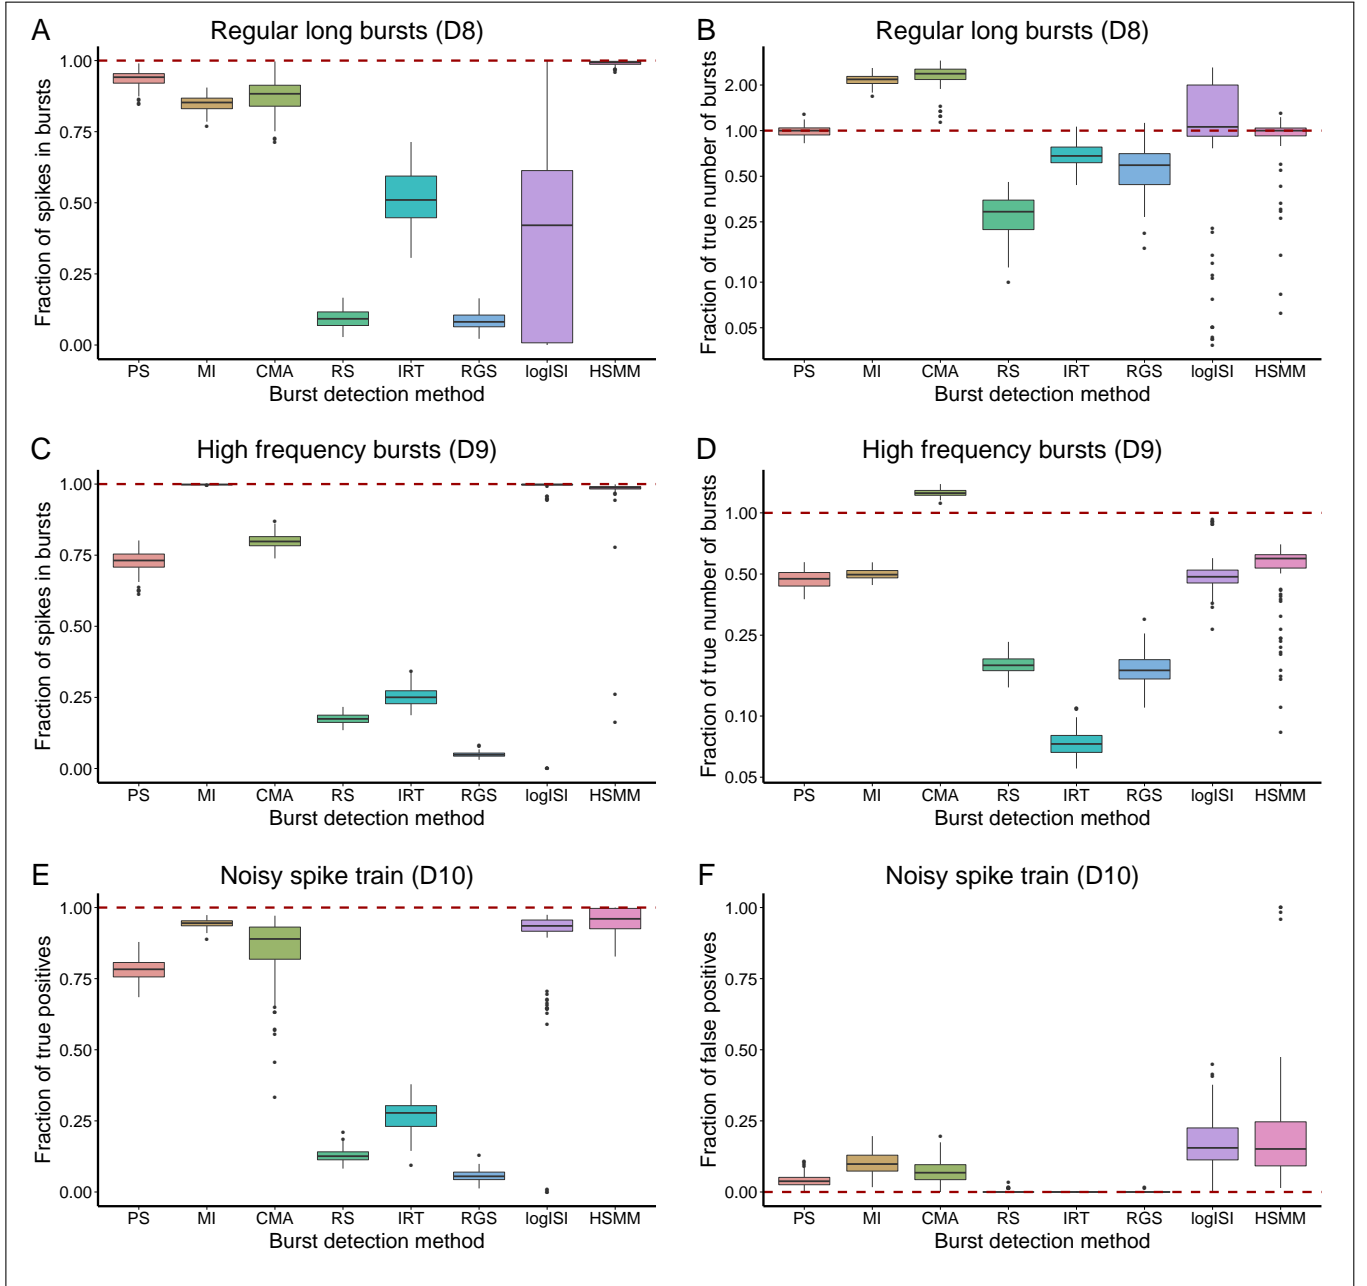 A
Regular long bursts (D8)
Fraction of spikes in bursts
1.00
0.75
0.50
0.25
0.00
PS MI CMA RS IRT RGS logISI HSMM
Burst detection method
B
Regular long bursts (D8)
Fraction of true number of bursts
2.00
1.00
0.50
0.25
0.10
0.05
PS MI CMA RS IRT RGS logISI HSMM
Burst detection method
C
High frequency bursts (D9)
Fraction of spikes in bursts
1.00
0.75
0.50
0.25
0.00
PS MI CMA RS IRT RGS logISI HSMM
Burst detection method
D
High frequency bursts (D9)
Fraction of true number of bursts
1.00
0.50
0.25
0.10
0.05
PS MI CMA RS IRT RGS logISI HSMM
Burst detection method
E
Noisy spike train (D10)
Fraction of true positives
1.00
0.75
0.50
0.25
0.00
PS MI CMA RS IRT RGS logISI HSMM
Burst detection method
F
Noisy spike train (D10)
Fraction of false positives
1.00
0.75
0.50
0.25
0.00
PS MI CMA RS IRT RGS logISI HSMM
Burst detection method